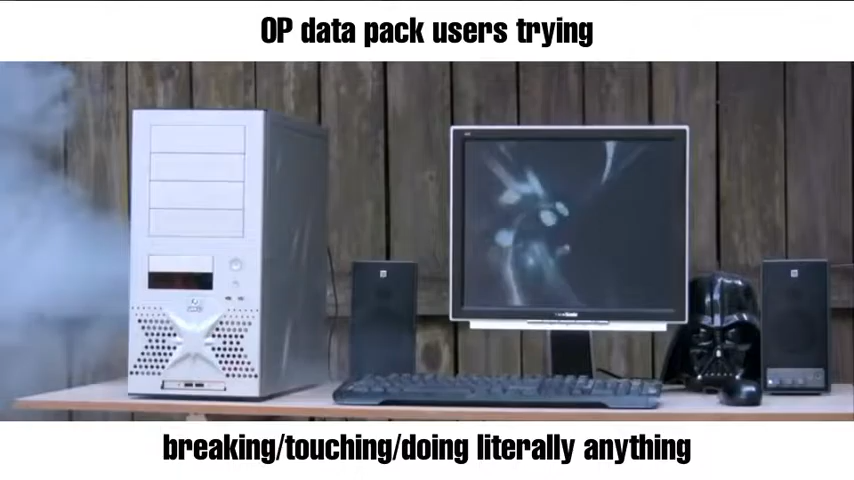 OP data pack users trying
breaking/touching/doing literally anything